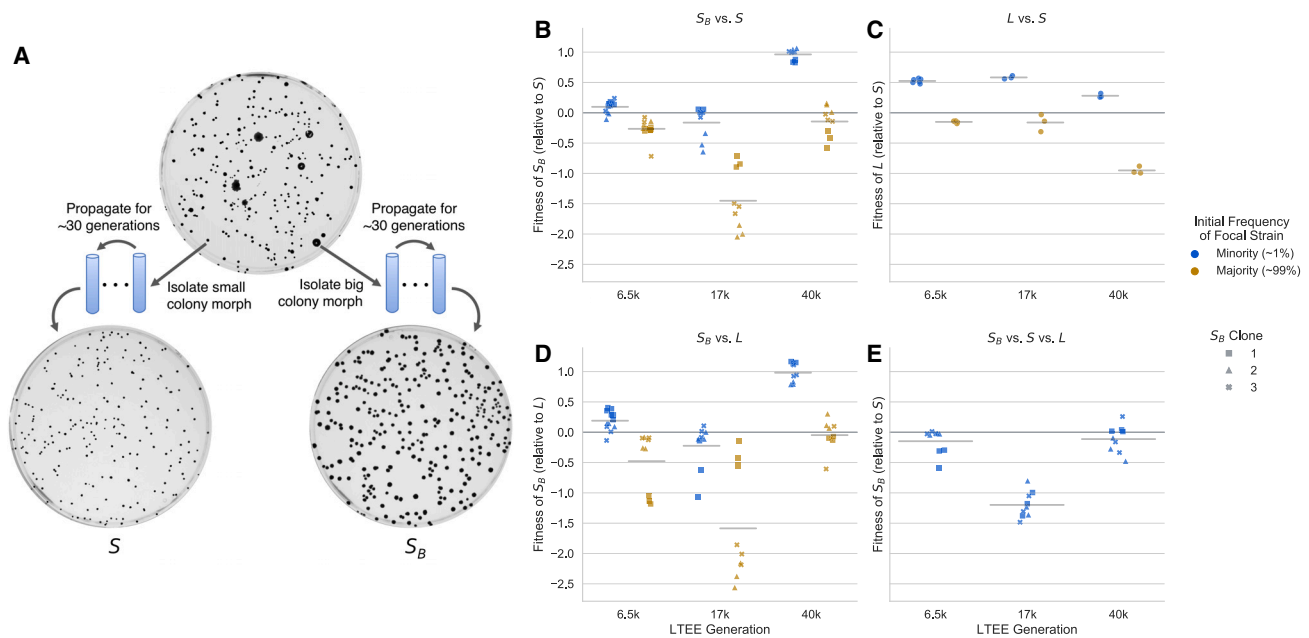 A
Propagate for
~30 generations
Propagate for
~30 generations
Isolate small
colony morph
Isolate big
colony morph
S
S_B
B
S_B vs. S
Fitness of S_B (relative to S)
1.0
0.5
0.0
−0.5
−1.0
−1.5
−2.0
−2.5
6.5k
17k
40k
C
L vs. S
Fitness of L (relative to S)
6.5k
17k
40k
D
S_B vs. L
Fitness of S_B (relative to L)
1.0
0.5
0.0
−0.5
−1.0
−1.5
−2.0
−2.5
6.5k
17k
40k
LTEE Generation
E
S_B vs. S vs. L
Fitness of S_B (relative to S)
6.5k
17k
40k
LTEE Generation
Initial Frequency
of Focal Strain
Minority (~1%)
Majority (~99%)
S_B Clone
1
2
3